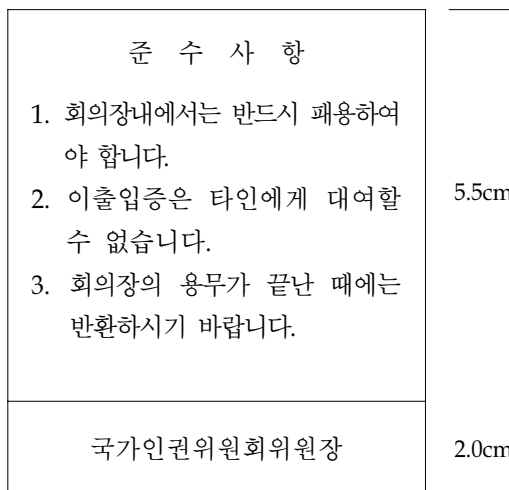 준 수 사 항
1. 회의장내에서는 반드시 패용하여
야 합니다.
2. 이출입증은 타인에게 대여할
수 없습니다.
3. 회의장의 용무가 끝난 때에는
반환하시기 바랍니다.
5.5cm
국가인권위원회위원장
2.0cm